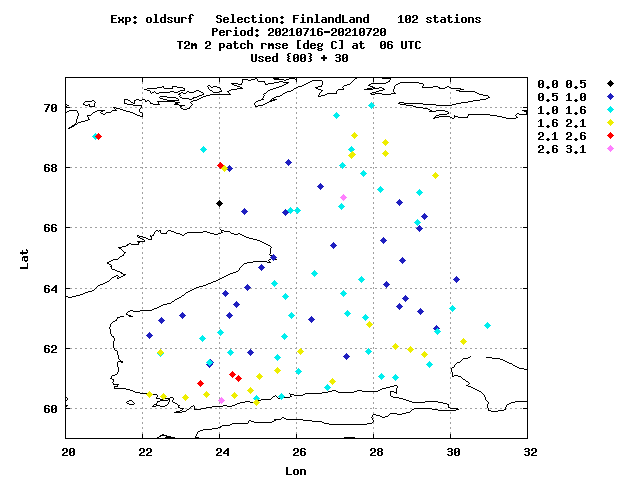 Exp: oldsurf Selection: FinlandLand 102 stations
Period: 20210716-20210720
T2m 2 patch rmse [deg C] at 06 UTC
Used {00} + 30
0.0 0.5
0.5 1.0
1.0 1.6
1.6 2.1
2.1 2.6
2.6 3.1
70
68
66
64
62
60
Lat
20 22 24 26 28 30 32
Lon